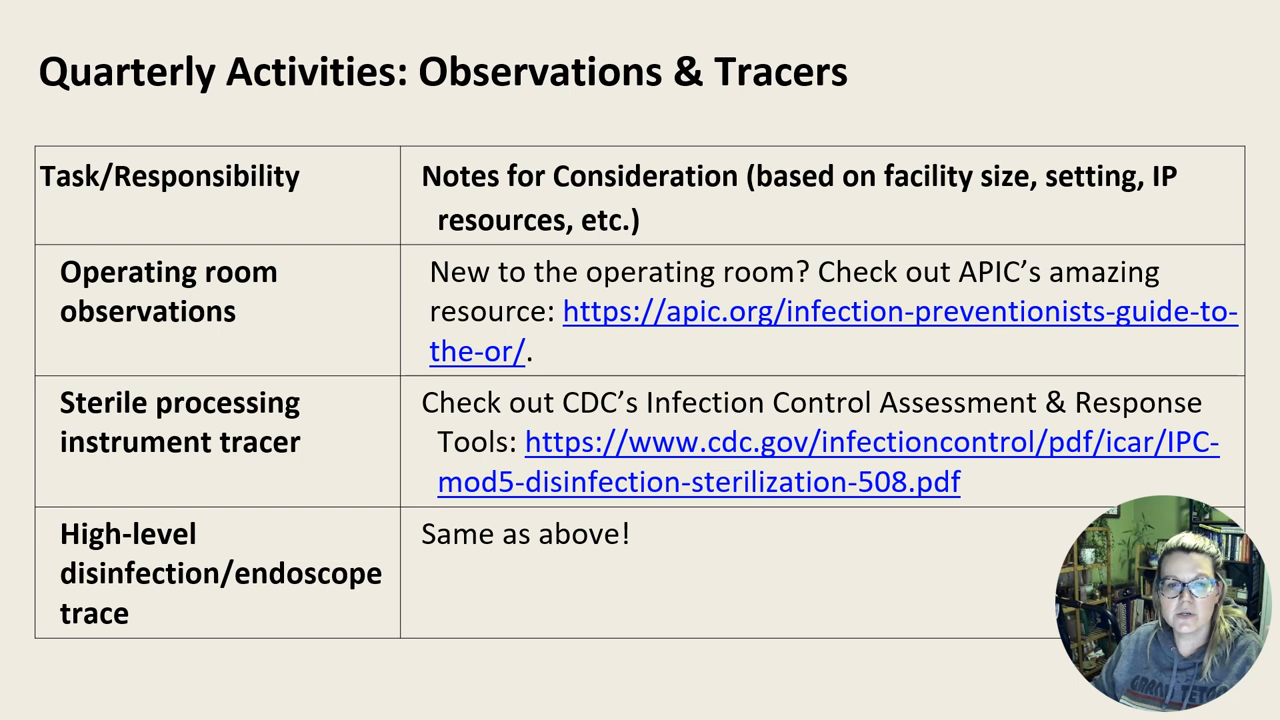 Quarterly Activities: Observations & Tracers
Task/Responsibility
Notes for Consideration (based on facility size, setting, IP
resources, etc.)
Operating room
observations
New to the operating room? Check out APIC’s amazing
resource: https://apic.org/infection-preventionists-guide-to-
the-or/.
Sterile processing
instrument tracer
Check out CDC’s Infection Control Assessment & Response
Tools: https://www.cdc.gov/infectioncontrol/pdf/icar/IPC-
mod5-disinfection-sterilization-508.pdf
High-level
disinfection/endoscope
trace
Same as above!